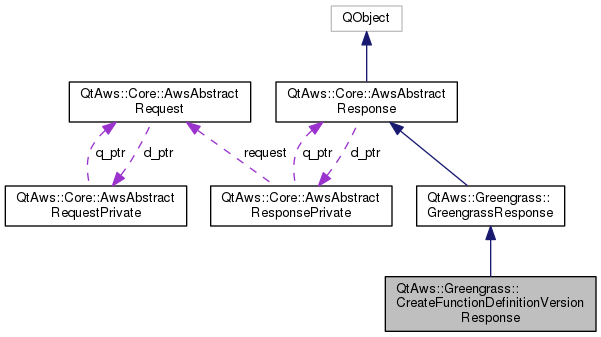 QObject
QtAws::Core::AwsAbstract
Request
QtAws::Core::AwsAbstract
Response
q_ptr
d_ptr
request
q_ptr
d_ptr
QtAws::Core::AwsAbstract
RequestPrivate
QtAws::Core::AwsAbstract
ResponsePrivate
QtAws::Greengrass::
GreengrassResponse
QtAws::Greengrass::
CreateFunctionDefinitionVersion
Response